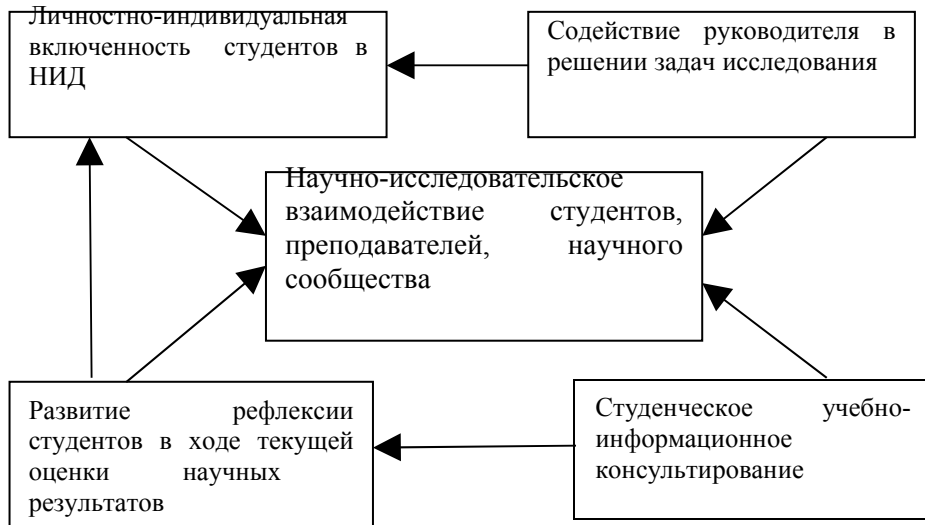 Личностно-индивидуальная
включенность студентов в
НИД
Содействие руководителя в
решении задач исследования
Научно-исследовательское
взаимодействие студентов,
преподавателей, научного
сообщества
Развитие рефлексии
студентов в ходе текущей
оценки научных
результатов
Студенческое учебно-
информационное
консультирование